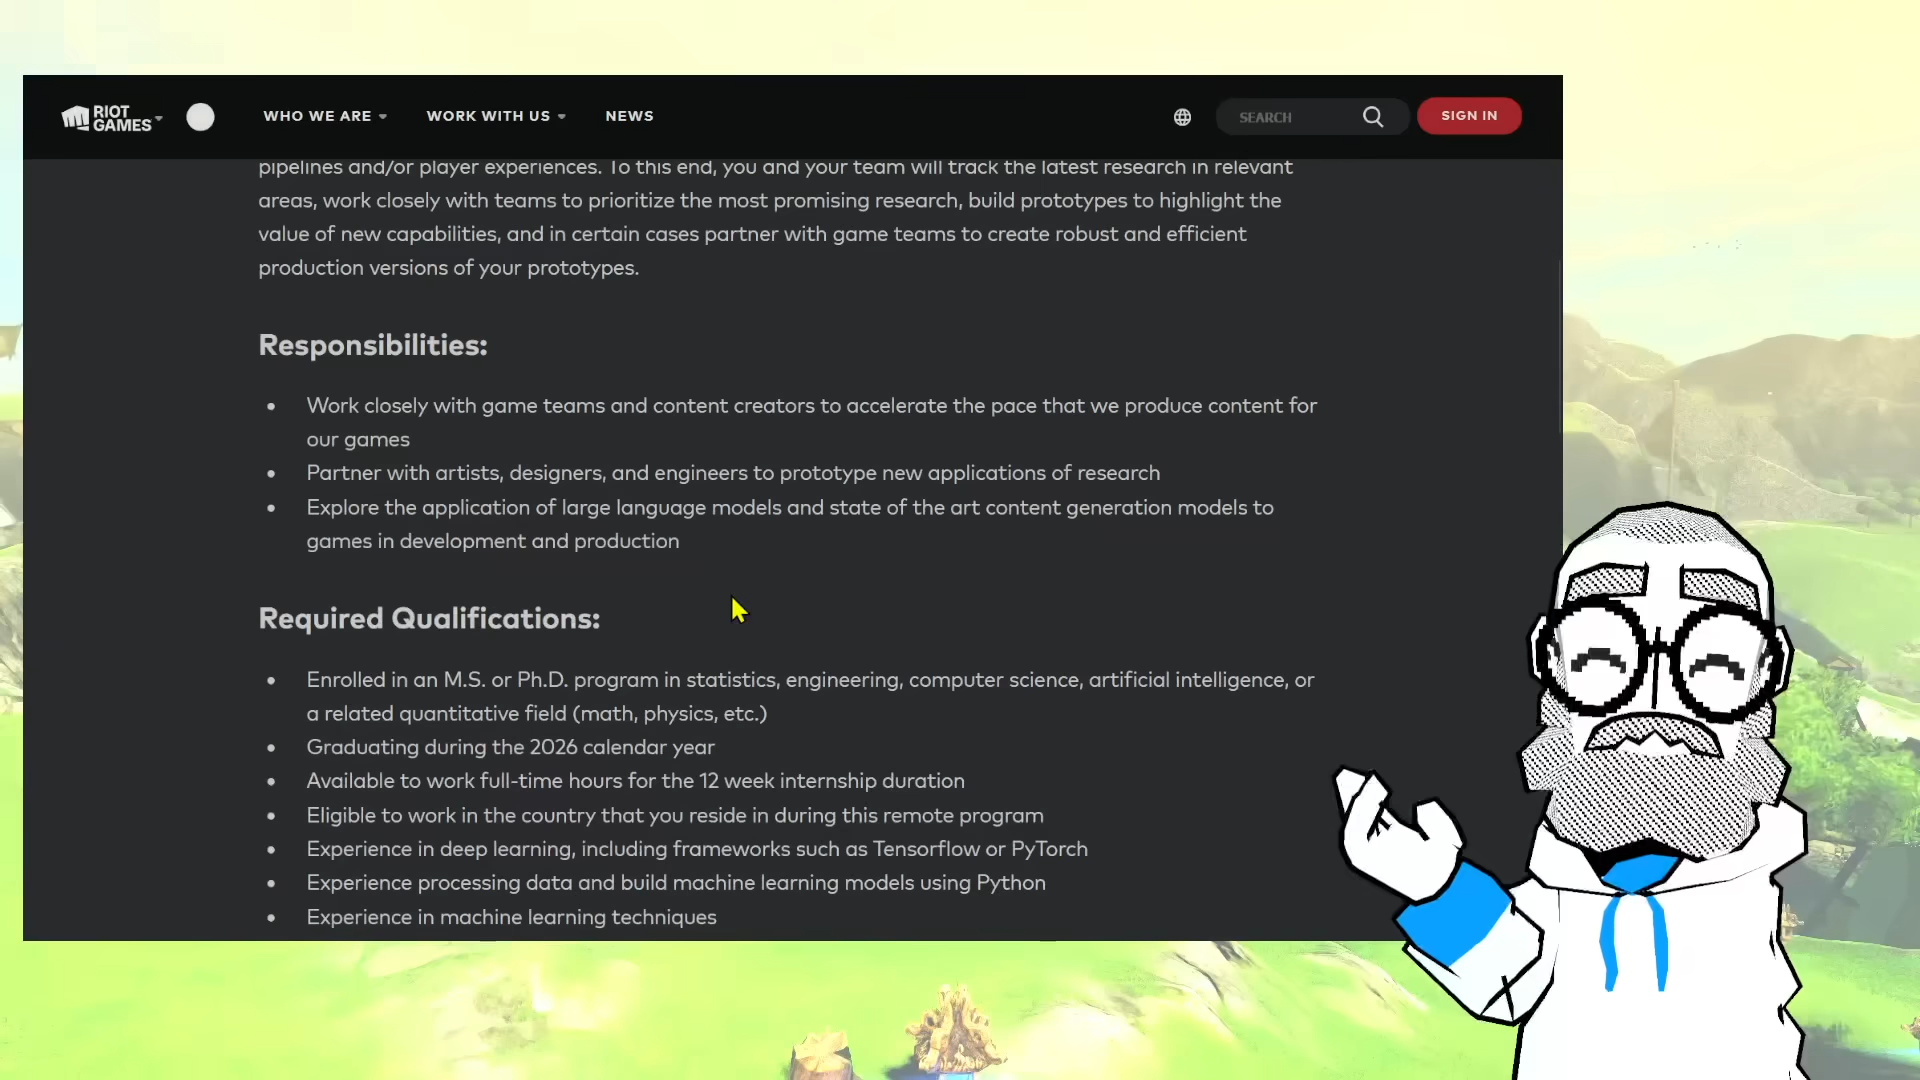 RIOT
GAMES
WHO WE ARE
WORK WITH US
NEWS
SEARCH
SIGN IN
pipelines and/or player experiences. To this end, you and your team will track the latest research in relevant
areas, work closely with teams to prioritize the most promising research, build prototypes to highlight the
value of new capabilities, and in certain cases partner with game teams to create robust and efficient
production versions of your prototypes.
Responsibilities:
Work closely with game teams and content creators to accelerate the pace that we produce content for
our games
Partner with artists, designers, and engineers to prototype new applications of research
Explore the application of large language models and state of the art content generation models to
games in development and production
Required Qualifications:
Enrolled in an M.S. or Ph.D. program in statistics, engineering, computer science, artificial intelligence, or
a related quantitative field (math, physics, etc.)
Graduating during the 2026 calendar year
Available to work full-time hours for the 12 week internship duration
Eligible to work in the country that you reside in during this remote program
Experience in deep learning, including frameworks such as Tensorflow or PyTorch
Experience processing data and build machine learning models using Python
Experience in machine learning techniques